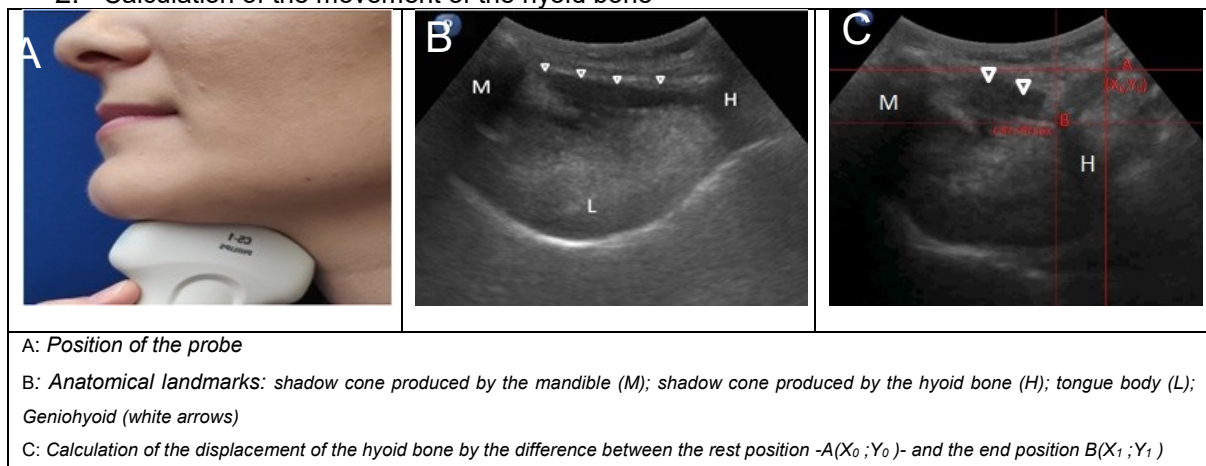 2. Calculation of the movement of the hyoid bone
A
B
C
M
H
L
M
H
A
(X₀,Y₀)
B
A: Position of the probe
B: Anatomical landmarks: shadow cone produced by the mandible (M); shadow cone produced by the hyoid bone (H); tongue body (L);
Geniohyoid (white arrows)
C: Calculation of the displacement of the hyoid bone by the difference between the rest position -A(X₀ ;Y₀ )- and the end position B(X₁ ;Y₁ )